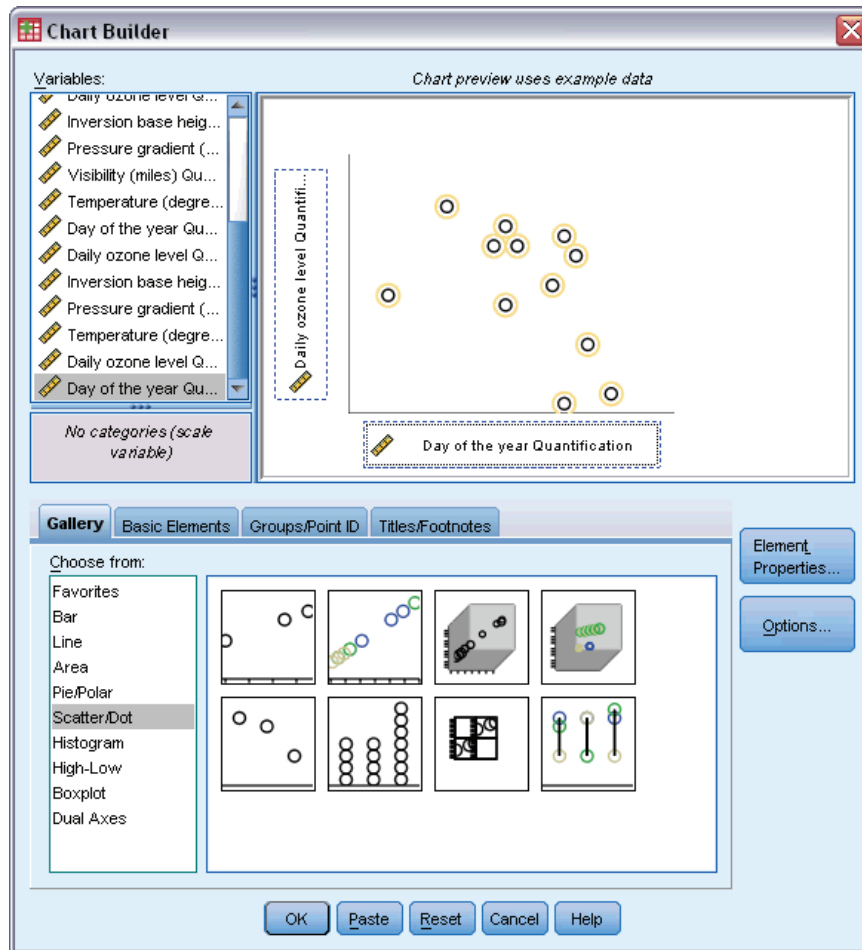 Chart Builder
Variables:
Chart preview uses example data
Daily ozone level Q...
Inversion base heig...
Pressure gradient (...
Visibility (miles) Qu...
Temperature (degre...
Day of the year Qu...
Daily ozone level Q...
Inversion base heig...
Pressure gradient (...
Temperature (degre...
Daily ozone level Q...
Day of the year Qu...
No categories (scale
variable)
Daily ozone level Quantifi...
Day of the year Quantification
Gallery
Basic Elements
Groups/Point ID
Titles/Footnotes
Choose from:
Favorites
Bar
Line
Area
Pie/Polar
Scatter/Dot
Histogram
High-Low
Boxplot
Dual Axes
Element
Properties...
Options...
OK
Paste
Reset
Cancel
Help